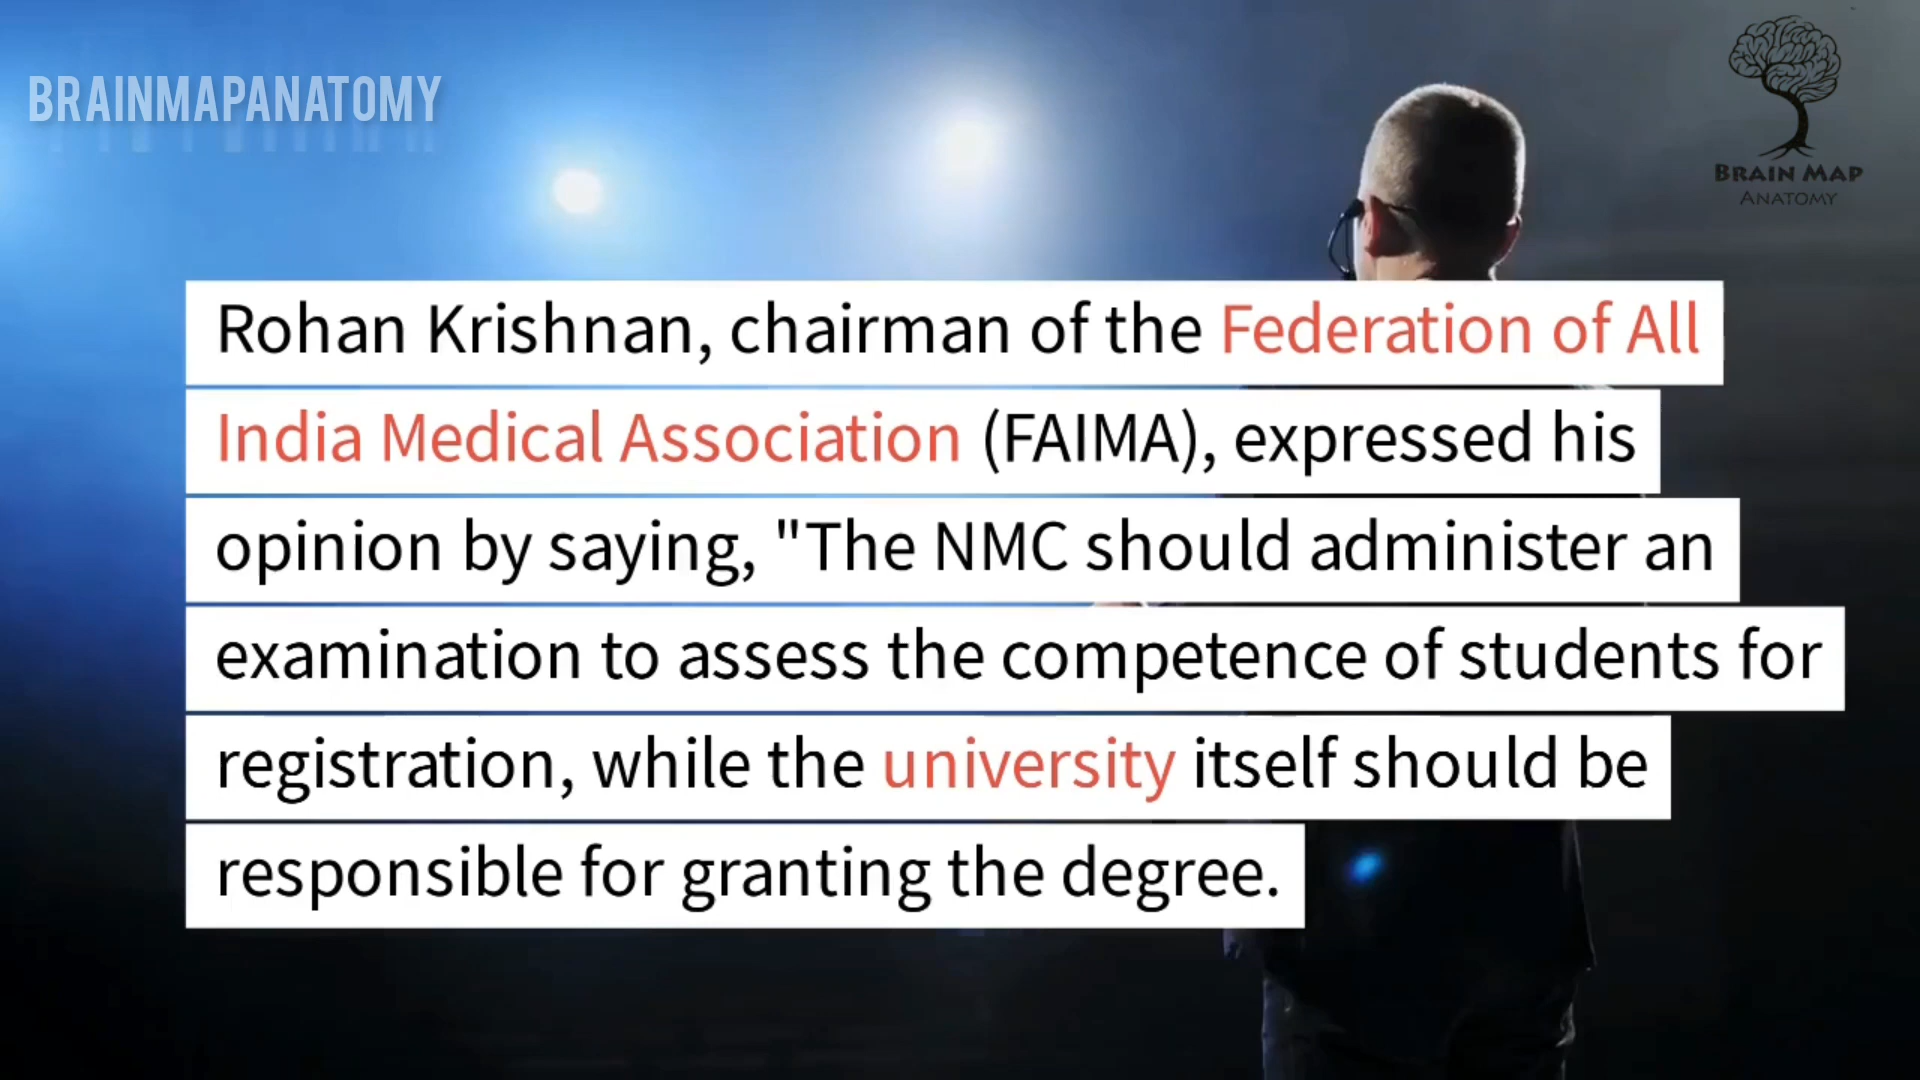 BRAINMAPANATOMY
BRAIN MAP
ANATOMY
Rohan Krishnan, chairman of the Federation of All
India Medical Association (FAIMA), expressed his
opinion by saying, "The NMC should administer an
examination to assess the competence of students for
registration, while the university itself should be
responsible for granting the degree.